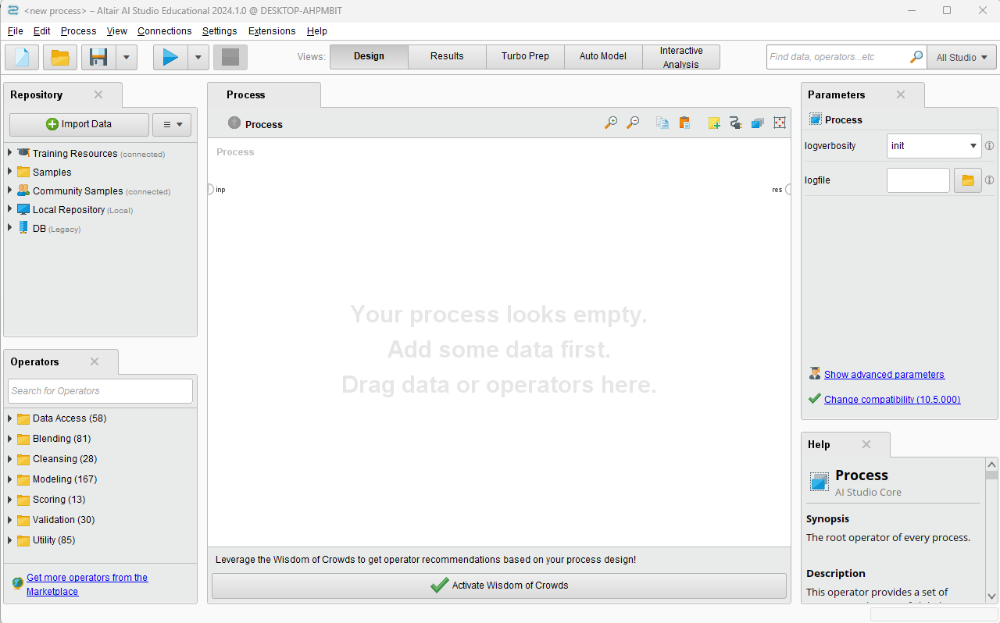 <new process> – Altair AI Studio Educational 2024.1.0 @ DESKTOP-AHPMBIT
File Edit Process View Connections Settings Extensions Help
Views: Design Results Turbo Prep Auto Model Interactive Analysis
Find data, operators...etc All Studio
Repository
Import Data
Training Resources (connected)
Samples
Community Samples (connected)
Local Repository (Local)
DB (Legacy)
Operators
Search for Operators
Data Access (58)
Blending (81)
Cleansing (28)
Modeling (167)
Scoring (13)
Validation (30)
Utility (85)
Get more operators from the
Marketplace
Process
Process
Process
inp
res
Your process looks empty.
Add some data first.
Drag data or operators here.
Leverage the Wisdom of Crowds to get operator recommendations based on your process design!
Activate Wisdom of Crowds
Parameters
Process
logverbosity init
logfile
Show advanced parameters
Change compatibility (10.5.000)
Help
Process
AI Studio Core
Synopsis
The root operator of every process.
Description
This operator provides a set of